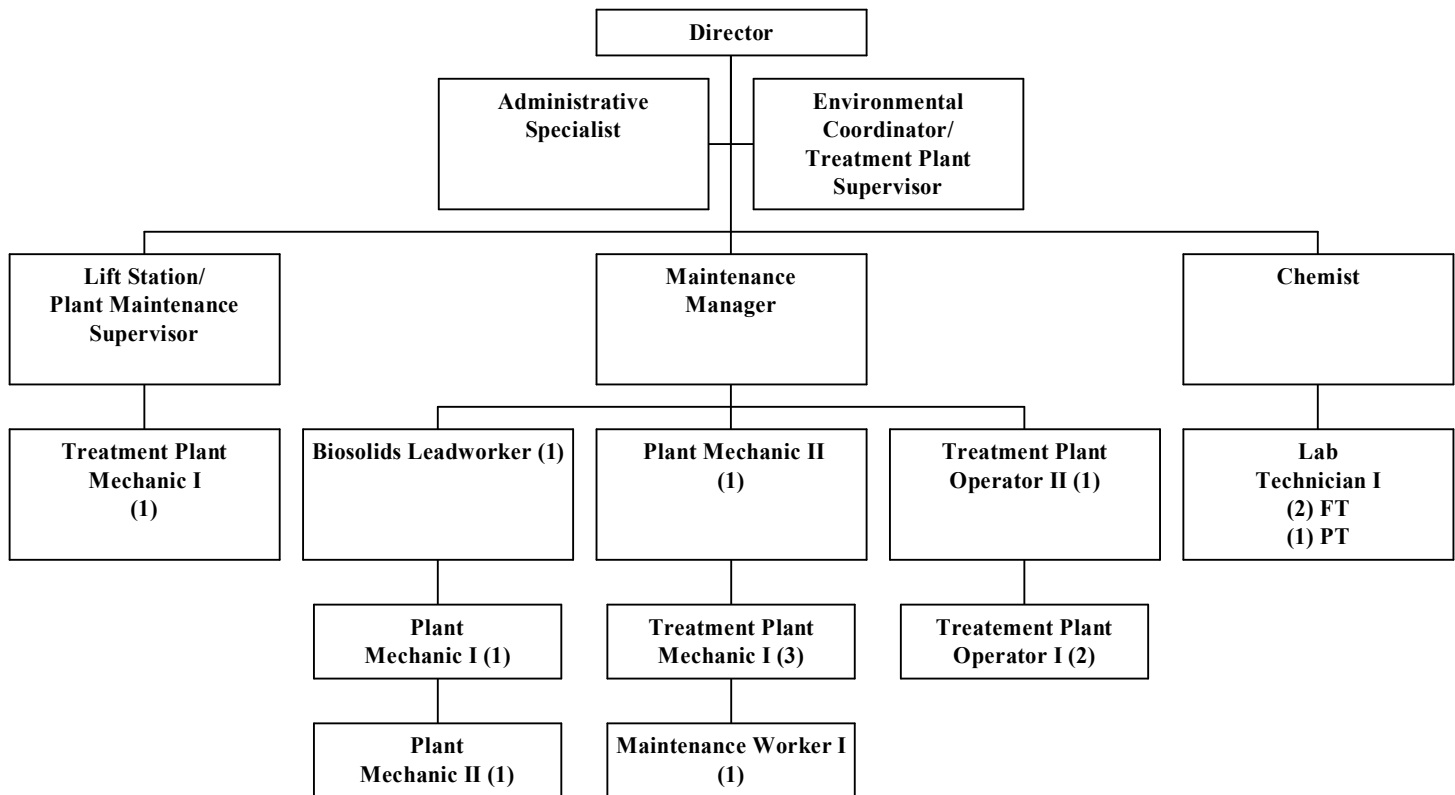 Director
Administrative
Specialist
Environmental
Coordinator/
Treatment Plant
Supervisor
Lift Station/
Plant Maintenance
Supervisor
Maintenance
Manager
Chemist
Treatment Plant
Mechanic I
(1)
Biosolids Leadworker (1)
Plant Mechanic II
(1)
Treatment Plant
Operator II (1)
Lab
Technician I
(2) FT
(1) PT
Plant
Mechanic I (1)
Treatment Plant
Mechanic I (3)
Treatement Plant
Operator I (2)
Plant
Mechanic II (1)
Maintenance Worker I
(1)